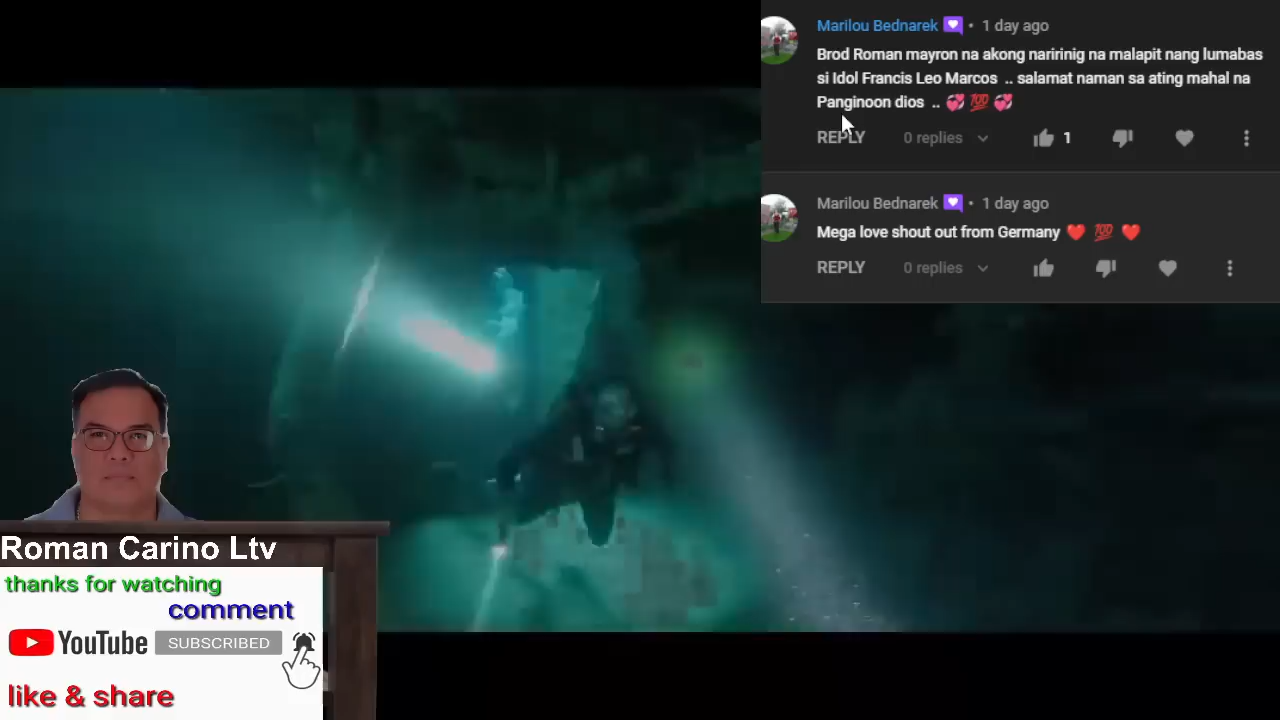 Marilou Bednarek • 1 day ago
Brod Roman mayron na akong naririnig na malapit nang lumabas
si Idol Francis Leo Marcos .. salamat naman sa ating mahal na
Panginoon dios .. 💞 💯 💞
REPLY 0 replies 1
Marilou Bednarek • 1 day ago
Mega love shout out from Germany ❤️ 💯 ❤️
REPLY 0 replies
Roman Carino Ltv
thanks for watching
comment
YouTube SUBSCRIBED
like & share